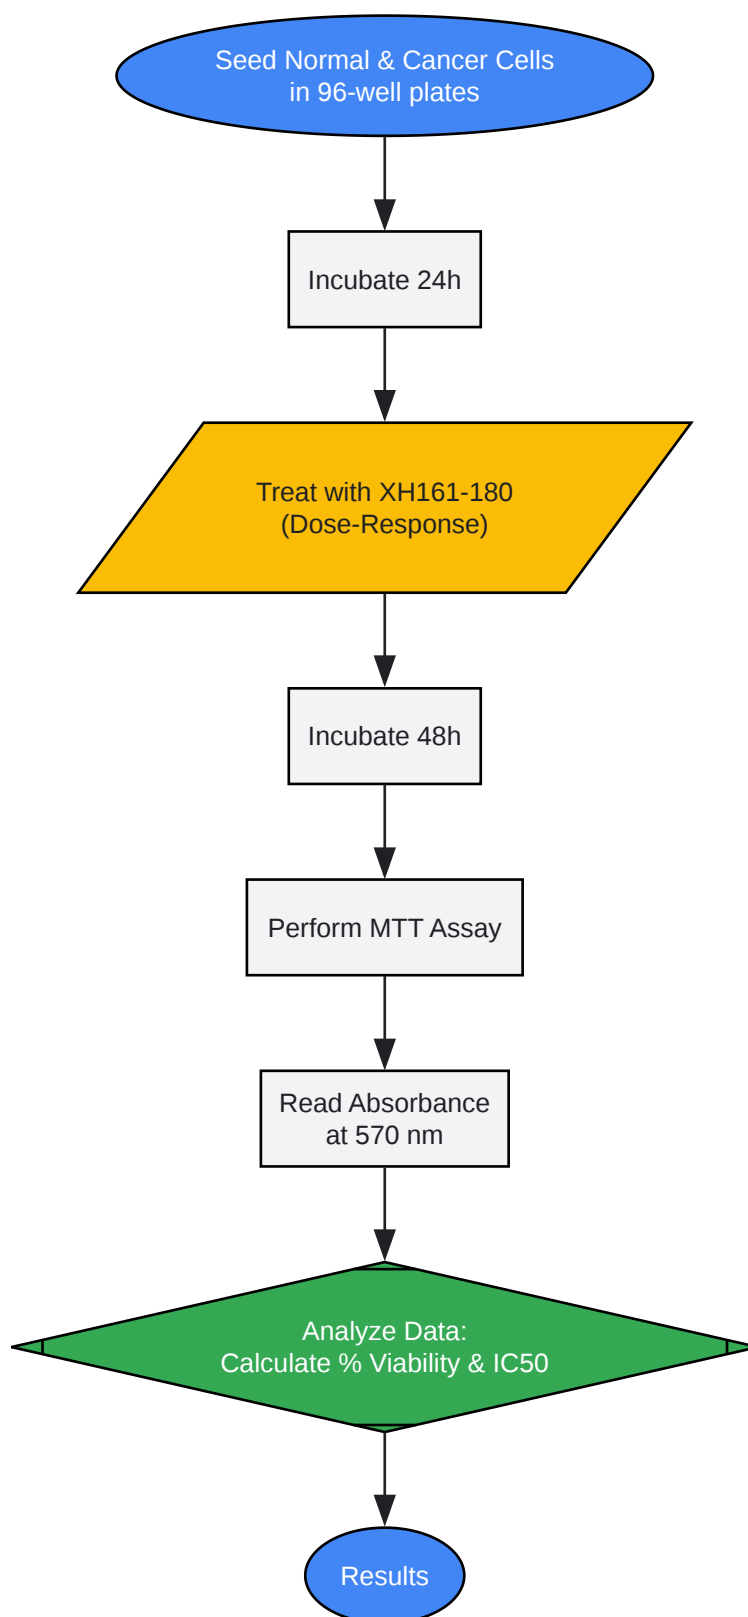 Seed Normal & Cancer Cells
in 96-well plates
Incubate 24h
Treat with XH161-180
(Dose-Response)
Incubate 48h
Perform MTT Assay
Read Absorbance
at 570 nm
Analyze Data:
Calculate % Viability & IC50
Results